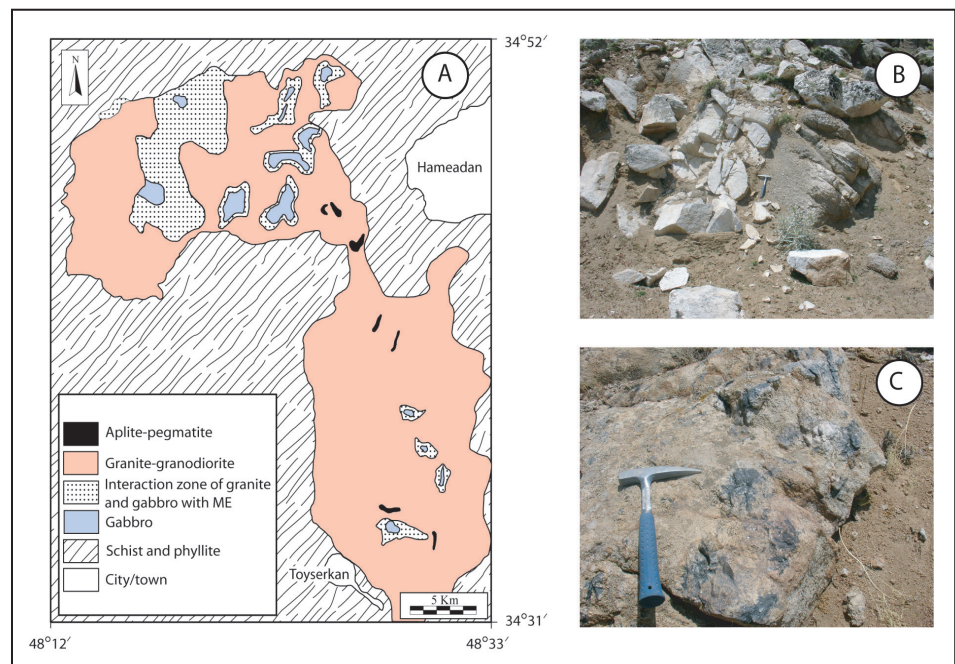 34°52′
N
A
B
Hameadan
Aplite-pegmatite
Granite-granodiorite
Interaction zone of granite
and gabbro with ME
Gabbro
Schist and phyllite
City/town
Toyserkan
5 Km
34°31′
48°12′
48°33′
C